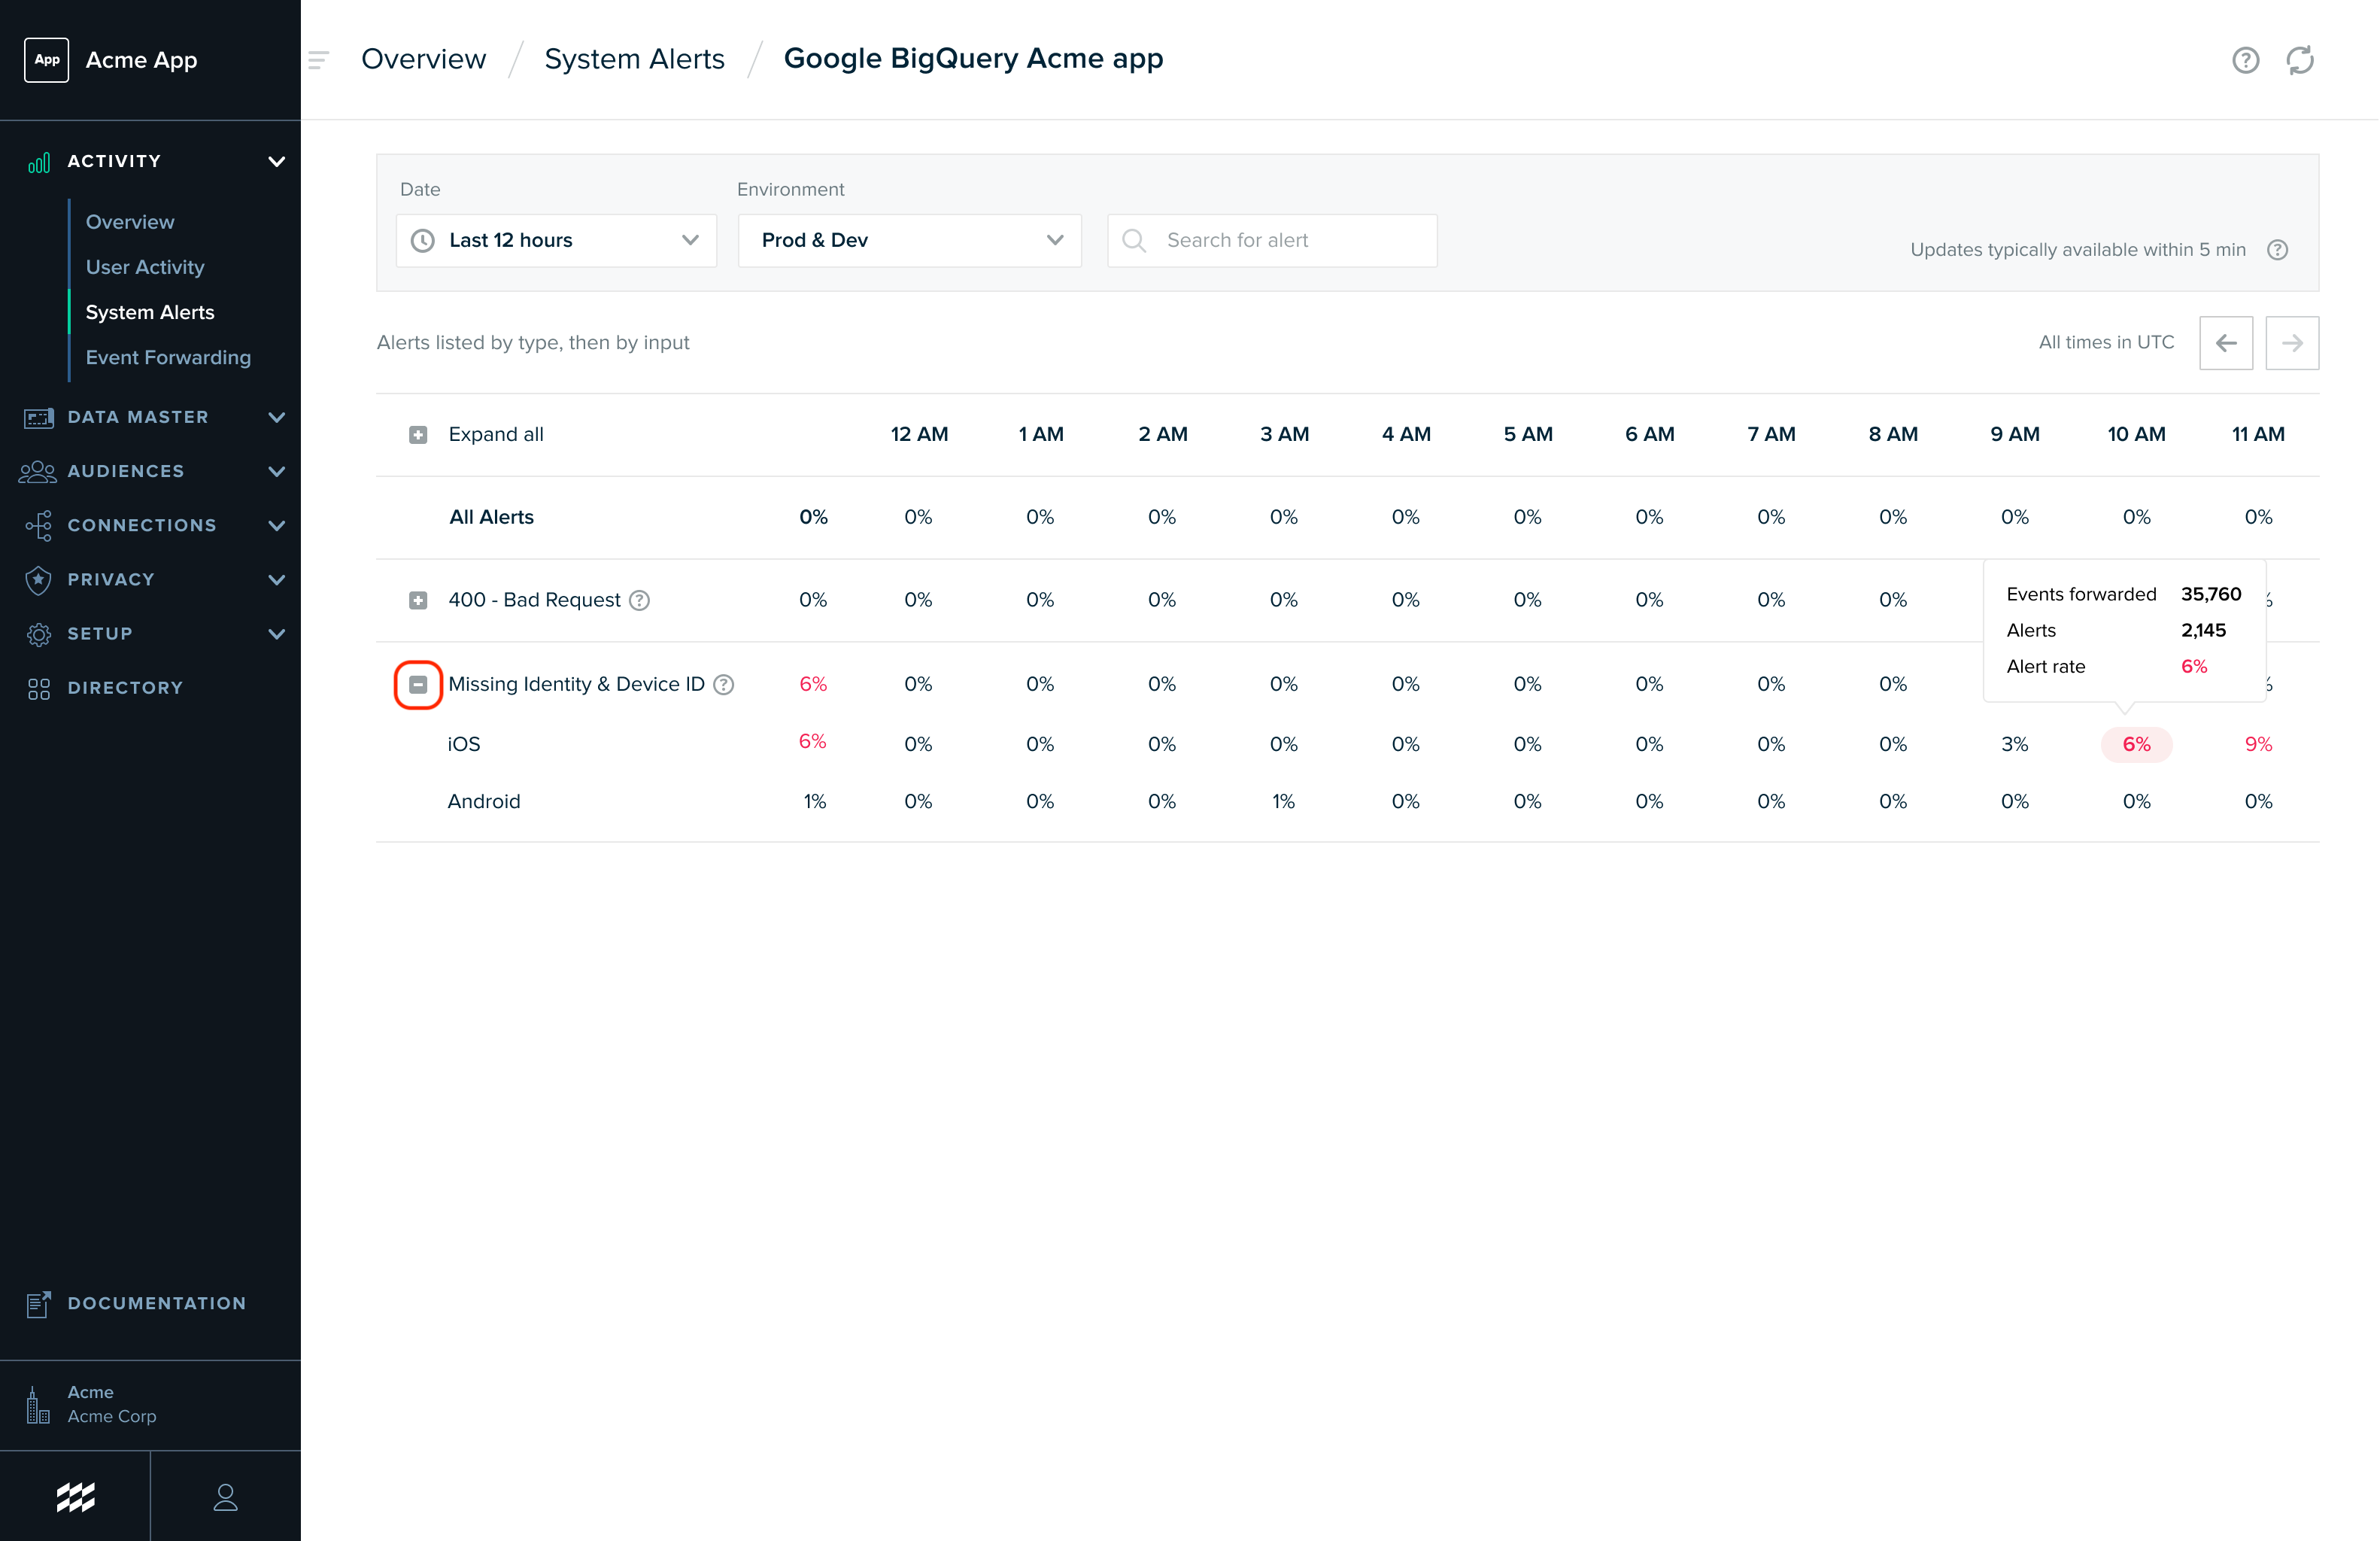 App Acme App
Overview / System Alerts / Google BigQuery Acme app
ACTIVITY
Overview
User Activity
System Alerts
Event Forwarding
DATA MASTER
AUDIENCES
CONNECTIONS
PRIVACY
SETUP
DIRECTORY
DOCUMENTATION
Acme
Acme Corp
Date Environment
Last 12 hours Prod & Dev Search for alert
Updates typically available within 5 min
Alerts listed by type, then by input All times in UTC
Expand all 12 AM 1 AM 2 AM 3 AM 4 AM 5 AM 6 AM 7 AM 8 AM 9 AM 10 AM 11 AM
All Alerts 0% 0% 0% 0% 0% 0% 0% 0% 0% 0% 0% 0% 0%
400 - Bad Request 0% 0% 0% 0% 0% 0% 0% 0% 0% 0%
Events forwarded 35,760
Alerts 2,145
Alert rate 6%
Missing Identity & Device ID 6% 0% 0% 0% 0% 0% 0% 0% 0% 0%
iOS 6% 0% 0% 0% 0% 0% 0% 0% 0% 0% 3% 6% 9%
Android 1% 0% 0% 0% 1% 0% 0% 0% 0% 0% 0% 0% 0%